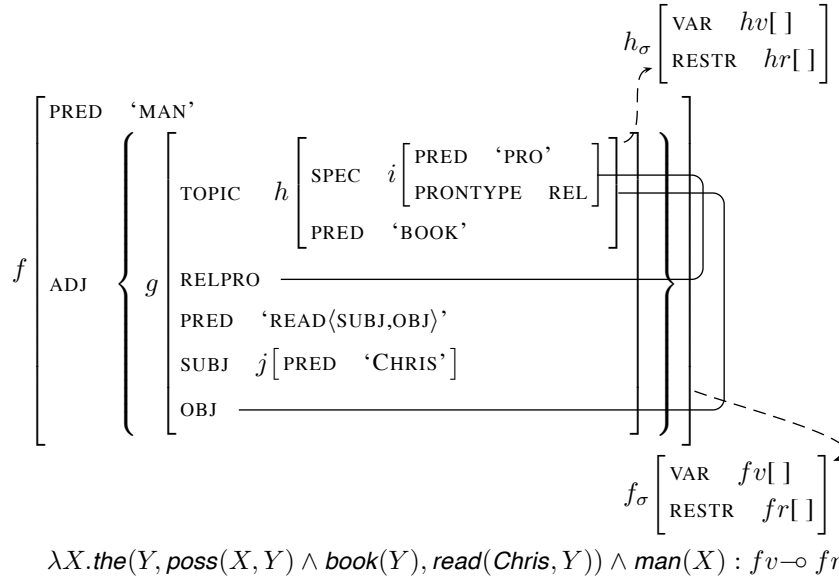 h_σ [VAR hv[ ]
RESTR hr[ ]]
PRED ‘MAN’
SPEC i [PRED ‘PRO’
PRONTYPE REL]
TOPIC h
PRED ‘BOOK’
f ADJ { g
RELPRO
PRED ‘READ⟨SUBJ,OBJ⟩’
SUBJ j[PRED ‘CHRIS’]
OBJ
f_σ [VAR fv[ ]
RESTR fr[ ]]
λX.the(Y, poss(X, Y) ∧ book(Y), read(Chris, Y)) ∧ man(X) : fv⊸ fr